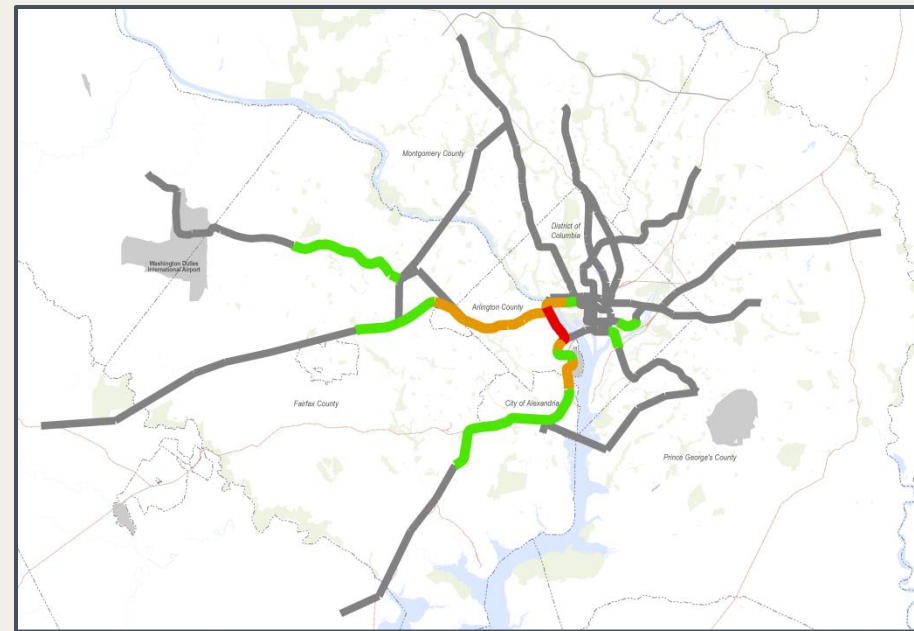 Montgomery County
District of
Columbia
Washington Dulles
International Airport
Arlington County
Fairfax County
City of Alexandria
Prince George's County